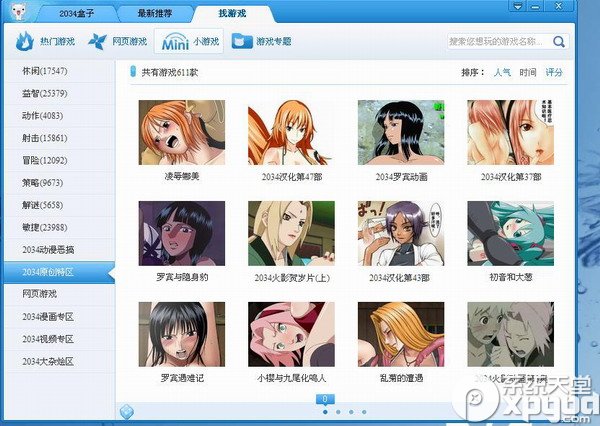 2034盒子 最新推荐 找游戏
热门游戏 网页游戏 Mini 小游戏 游戏专题 搜索您想玩的游戏名称...
休闲(17547)
益智(25379)
动作(4083)
射击(15861)
冒险(12092)
策略(9673)
解谜(5658)
敏捷(23988)
2034动漫恶搞
2034原创特区
网页游戏
2034漫画专区
2034视频专区
2034大杂烩区
共有游戏611款 排序： 人气 时间 评分
凌辱娜美 2034汉化第47部 2034罗宾动画 2034汉化第37部
罗宾与隐身豹 2034火影贺岁片(上) 2034汉化第43部 初音和大葱
罗宾遇难记 小樱与九尾化鸣人 乱菊的遭遇
系统天堂
xpgod
.com